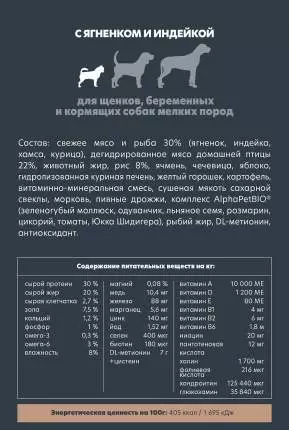 С ЯГНЕНКОМ И ИНДЕЙКОЙ
для щенков, беременных
и кормящих собак мелких пород
Состав: свежее мясо и рыба 30% (ягненок, индейка,
хамса, курица), дегидрированное мясо домашней птицы
22%, животный жир, рис 8%, ячмень, чечевица, яблоко,
гидролизованная куриная печень, желтый горошек, картофель,
витаминно-минеральная смесь, сушеная мякоть сахарной
свеклы, морковь, пивные дрожжи, комплекс AlphaPetBIO®
(зеленогубый моллюск, одуванчик, льняное семя, розмарин,
цикорий, томаты, Юкка Шидигера), рыбий жир, DL-метионин,
антиоксидант.
Содержание питательных веществ на кг:
сырой протеин 30 %
сырой жир 20 %
сырая клетчатка 2,7 %
зола 7,5 %
кальций 1,2 %
фосфор 1 %
омега-3 0,3 %
омега-6 3 %
влажность 8%
магний 0,08 %
медь 10,4 мг
железо 88 мг
марганец 5,6 мг
цинк 140 мг
йод 1,52 мг
селен 400 мкг
биотин 180 мкг
DL-метионин 7 г
+цистеин
витамин А 10 000 МЕ
витамин D 1 200 МЕ
витамин Е 80 МЕ
витамин В1 4 мг
витамин В2 6 мг
витамин В6 1,8 м
ниацин 20 мг
пантотеновая 12 мг
кислота
холин 1 700 мг
фолиевая 216 мкг
кислота
хондроитин 125 440 мкг
глюкозамин 35 840 мкг
Энергетическая ценность на 100г: 405 ккал / 1 695 кДж